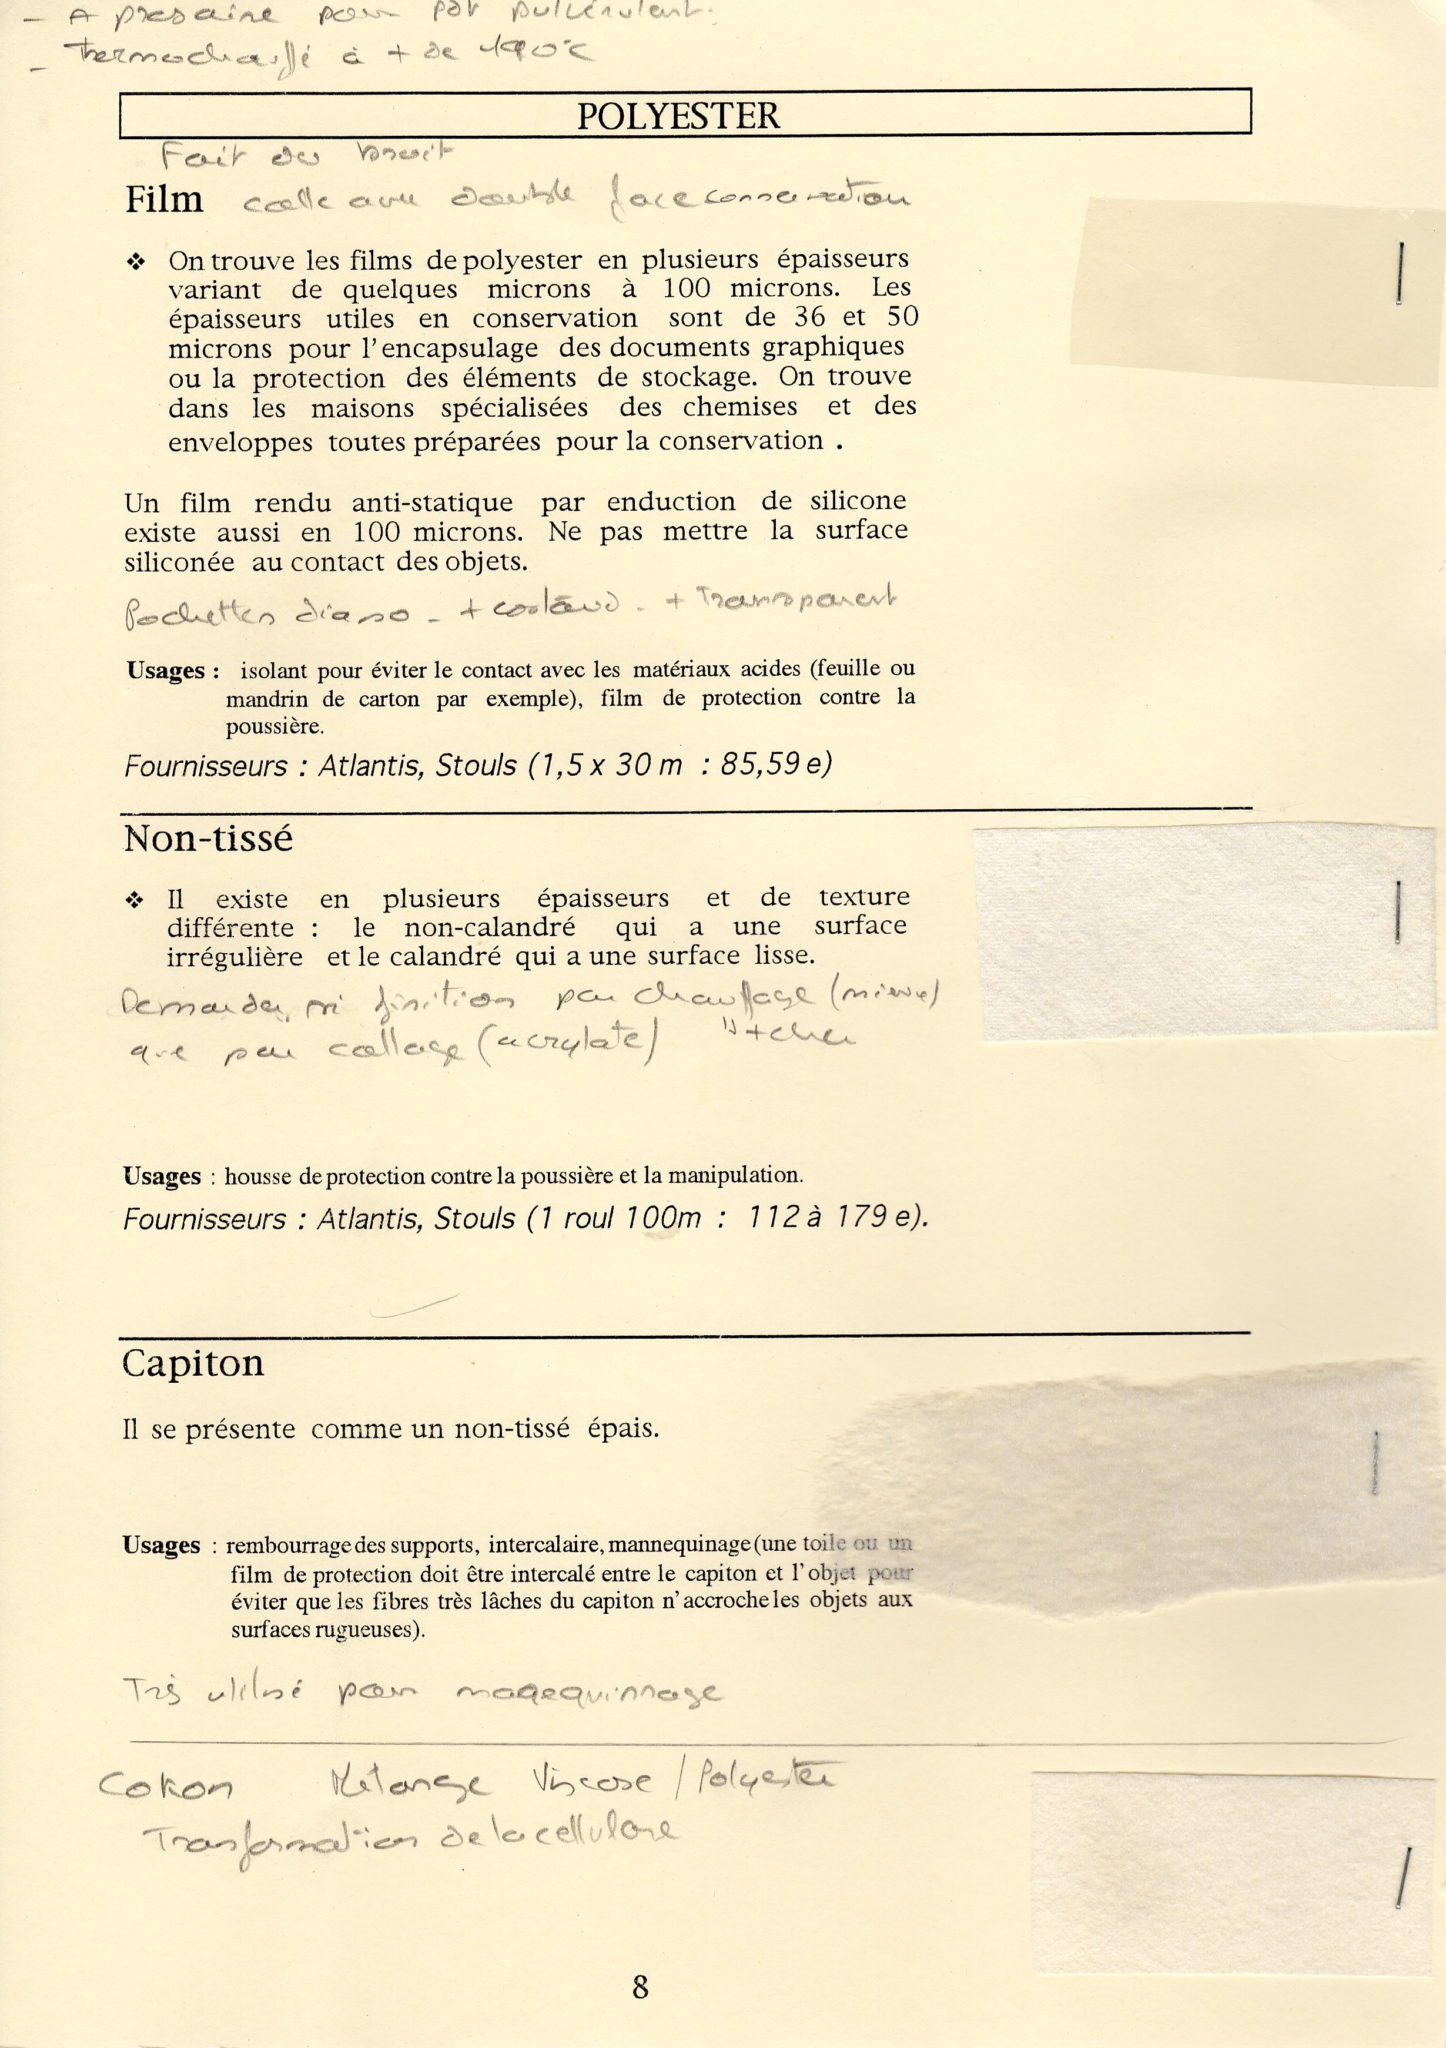 - A proscrire pour pulvérulent.
- Thermochauffé à + de 190°C
POLYESTER
Fait du bruit
Film colle avec double face conservation
❖ On trouve les films de polyester en plusieurs épaisseurs
variant de quelques microns à 100 microns. Les
épaisseurs utiles en conservation sont de 36 et 50
microns pour l'encapsulage des documents graphiques
ou la protection des éléments de stockage. On trouve
dans les maisons spécialisées des chemises et des
enveloppes toutes préparées pour la conservation .
Un film rendu anti-statique par enduction de silicone
existe aussi en 100 microns. Ne pas mettre la surface
siliconée au contact des objets.
Pochettes diapo - + costaud - + Transparent
Usages : isolant pour éviter le contact avec les matériaux acides (feuille ou
mandrin de carton par exemple), film de protection contre la
poussière.
Fournisseurs : Atlantis, Stouls (1,5 x 30 m : 85,59 e)
Non-tissé
❖ Il existe en plusieurs épaisseurs et de texture
différente : le non-calandré qui a une surface
irrégulière et le calandré qui a une surface lisse.
Demander si finition par chauffage (mieux)
que par collage (acrylate) + cher
Usages : housse de protection contre la poussière et la manipulation.
Fournisseurs : Atlantis, Stouls (1 roul 100m : 112 à 179 e).
Capiton
Il se présente comme un non-tissé épais.
Usages : rembourrage des supports, intercalaire, mannequinage (une toile ou un
film de protection doit être intercalé entre le capiton et l'objet pour
éviter que les fibres très lâches du capiton n'accroche les objets aux
surfaces rugueuses).
Très utilisé pour maqequinnage
Cokon Mélange Viscose / Polyester
Transformation de la cellulose
8